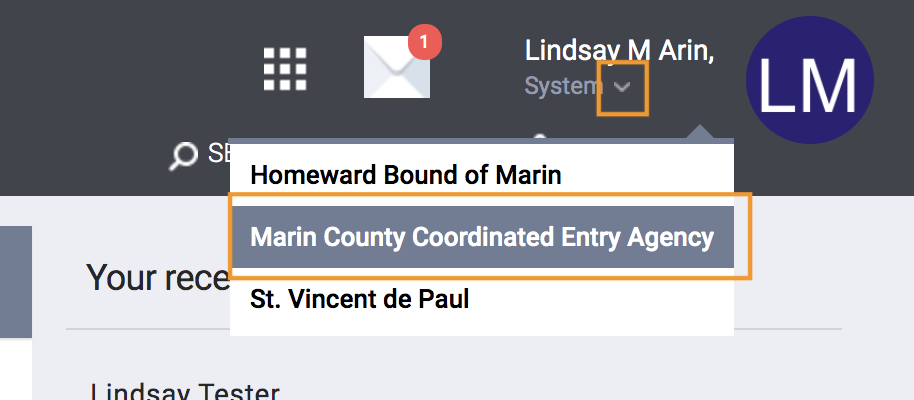 1
Lindsay M Arin,
System
LM
SE
Homeward Bound of Marin
Marin County Coordinated Entry Agency
Your rece
St. Vincent de Paul
Lindsay Tester